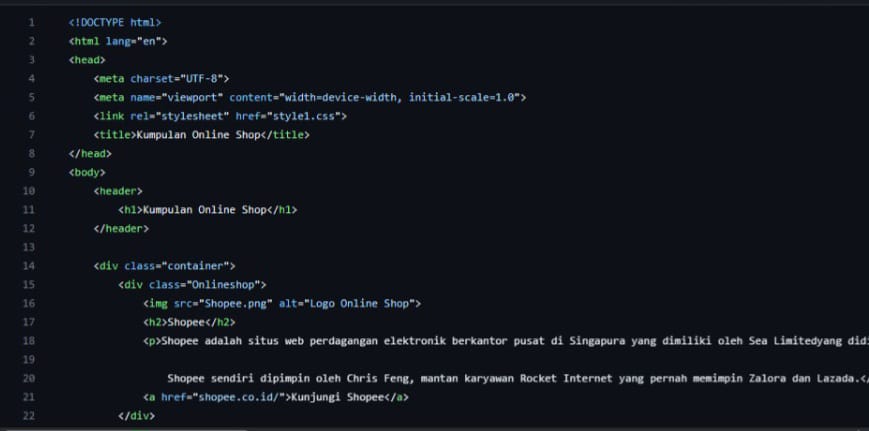 1 <!DOCTYPE html>
2 <html lang="en">
3 <head>
4 <meta charset="UTF-8">
5 <meta name="viewport" content="width=device-width, initial-scale=1.0">
6 <link rel="stylesheet" href="style1.css">
7 <title>Kumpulan Online Shop</title>
8 </head>
9 <body>
10 <header>
11 <h1>Kumpulan Online Shop</h1>
12 </header>
13
14 <div class="container">
15 <div class="Onlineshop">
16 <img src="Shopee.png" alt="Logo Online Shop">
17 <h2>Shopee</h2>
18 <p>Shopee adalah situs web perdagangan elektronik berkantor pusat di Singapura yang dimiliki oleh Sea Limitedyang did
19
20 Shopee sendiri dipimpin oleh Chris Feng, mantan karyawan Rocket Internet yang pernah memimpin Zalora dan Lazada.</
21 <a href="shopee.co.id/">Kunjungi Shopee</a>
22 </div>